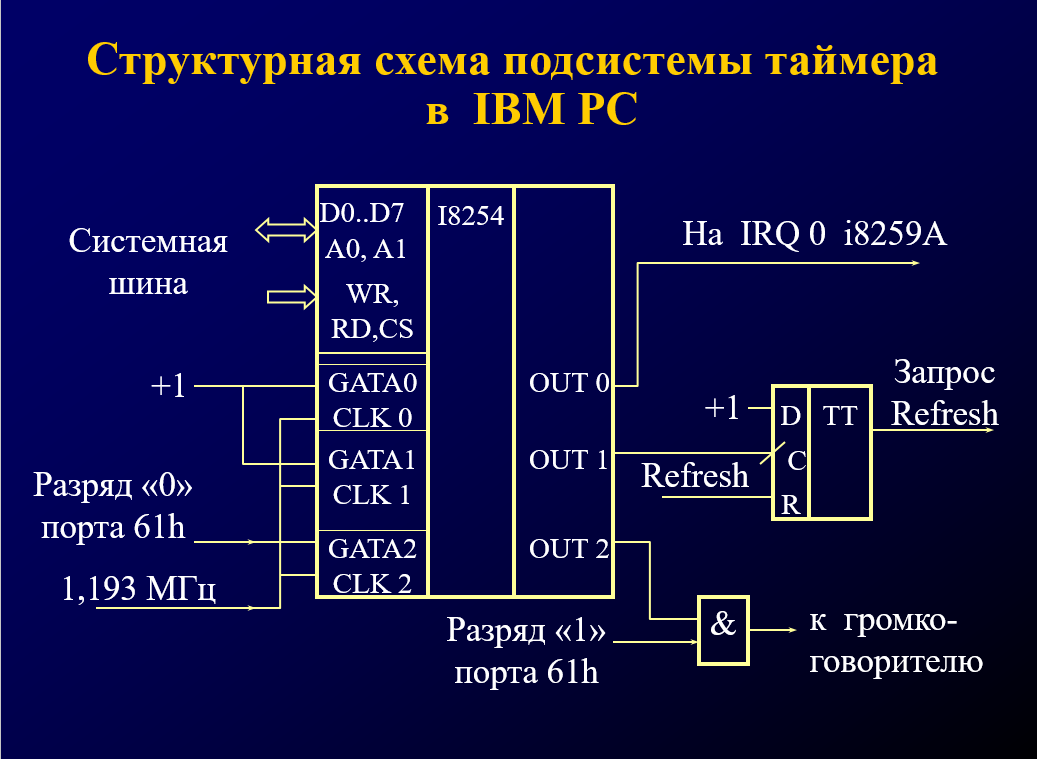 Структурная схема подсистемы таймера
в IBM PC
Системная
шина
D0..D7
A0, A1
WR,
RD,CS
I8254
На IRQ 0 i8259A
+1
GATA0
CLK 0
OUT 0
GATA1
CLK 1
OUT 1
Разряд «0»
порта 61h
GATA2
CLK 2
OUT 2
1,193 МГц
+1
Refresh
D
C
R
TT
Запрос
Refresh
Разряд «1»
порта 61h
&
к громко-
говорителю